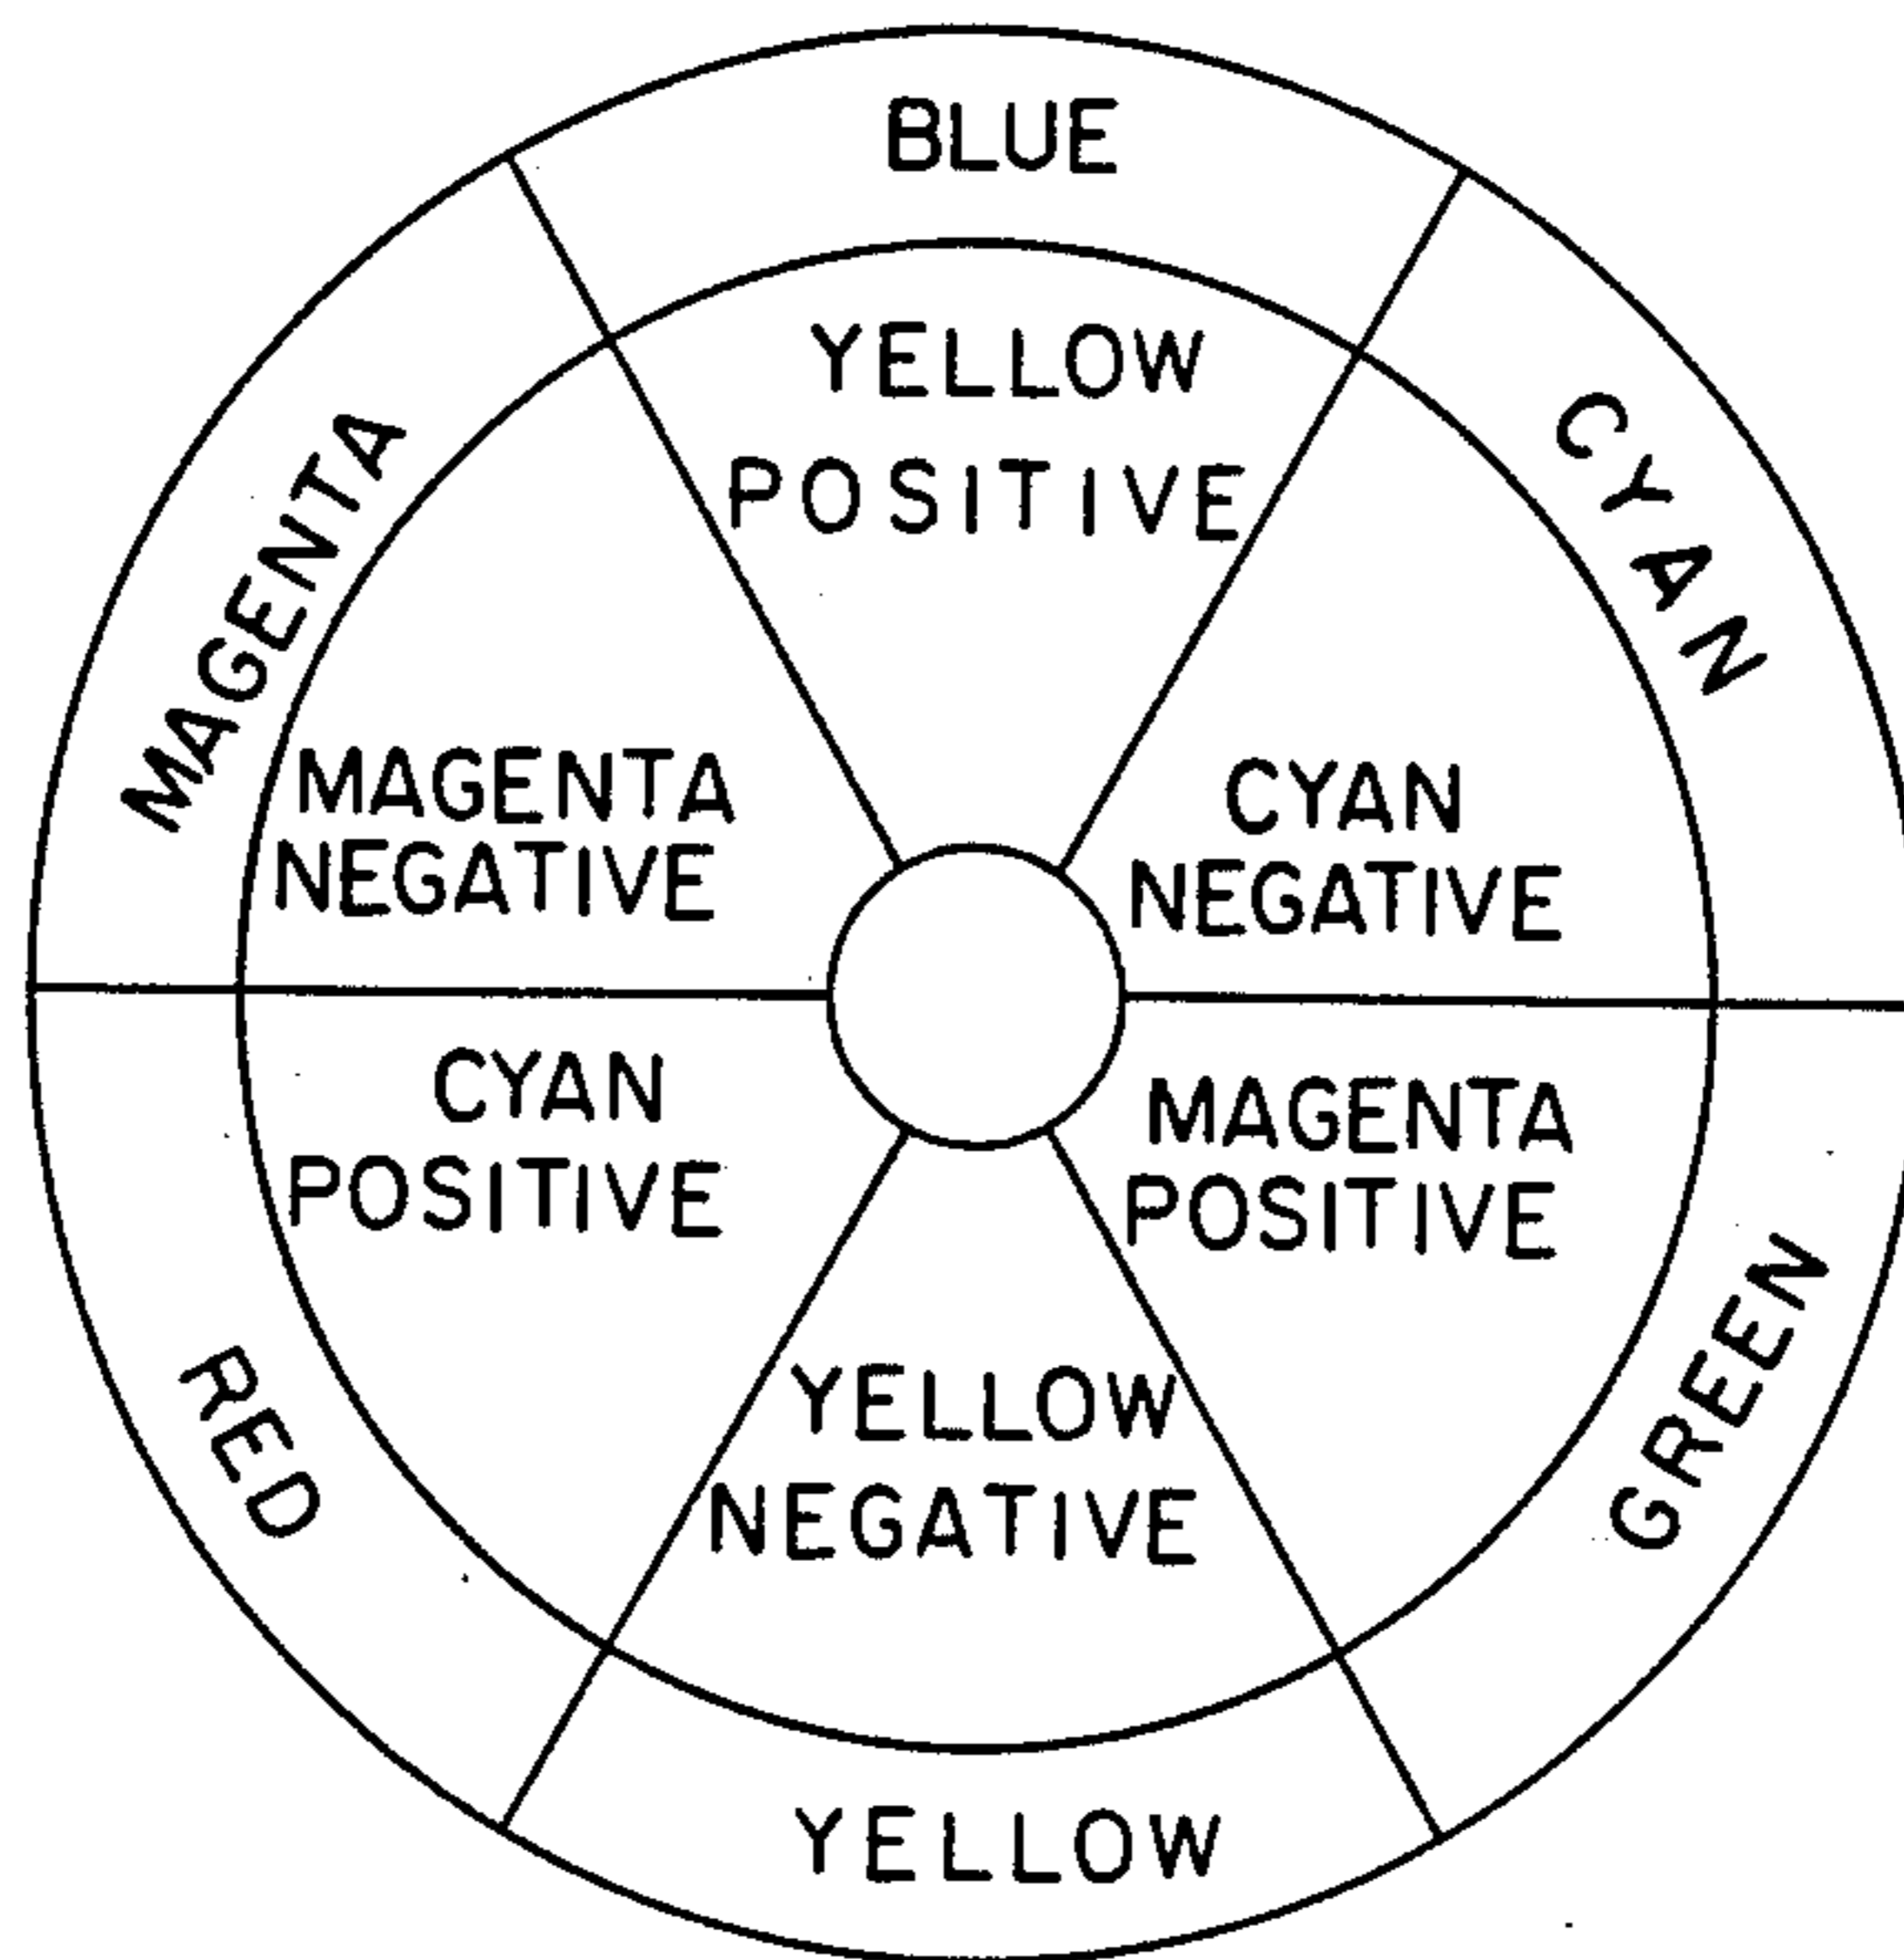 BLUE
YELLOW
POSITIVE
CYAN
MAGENTA
MAGENTA
NEGATIVE
CYAN
NEGATIVE
CYAN
POSITIVE
MAGENTA
POSITIVE
RED
GREEN
YELLOW
NEGATIVE
YELLOW